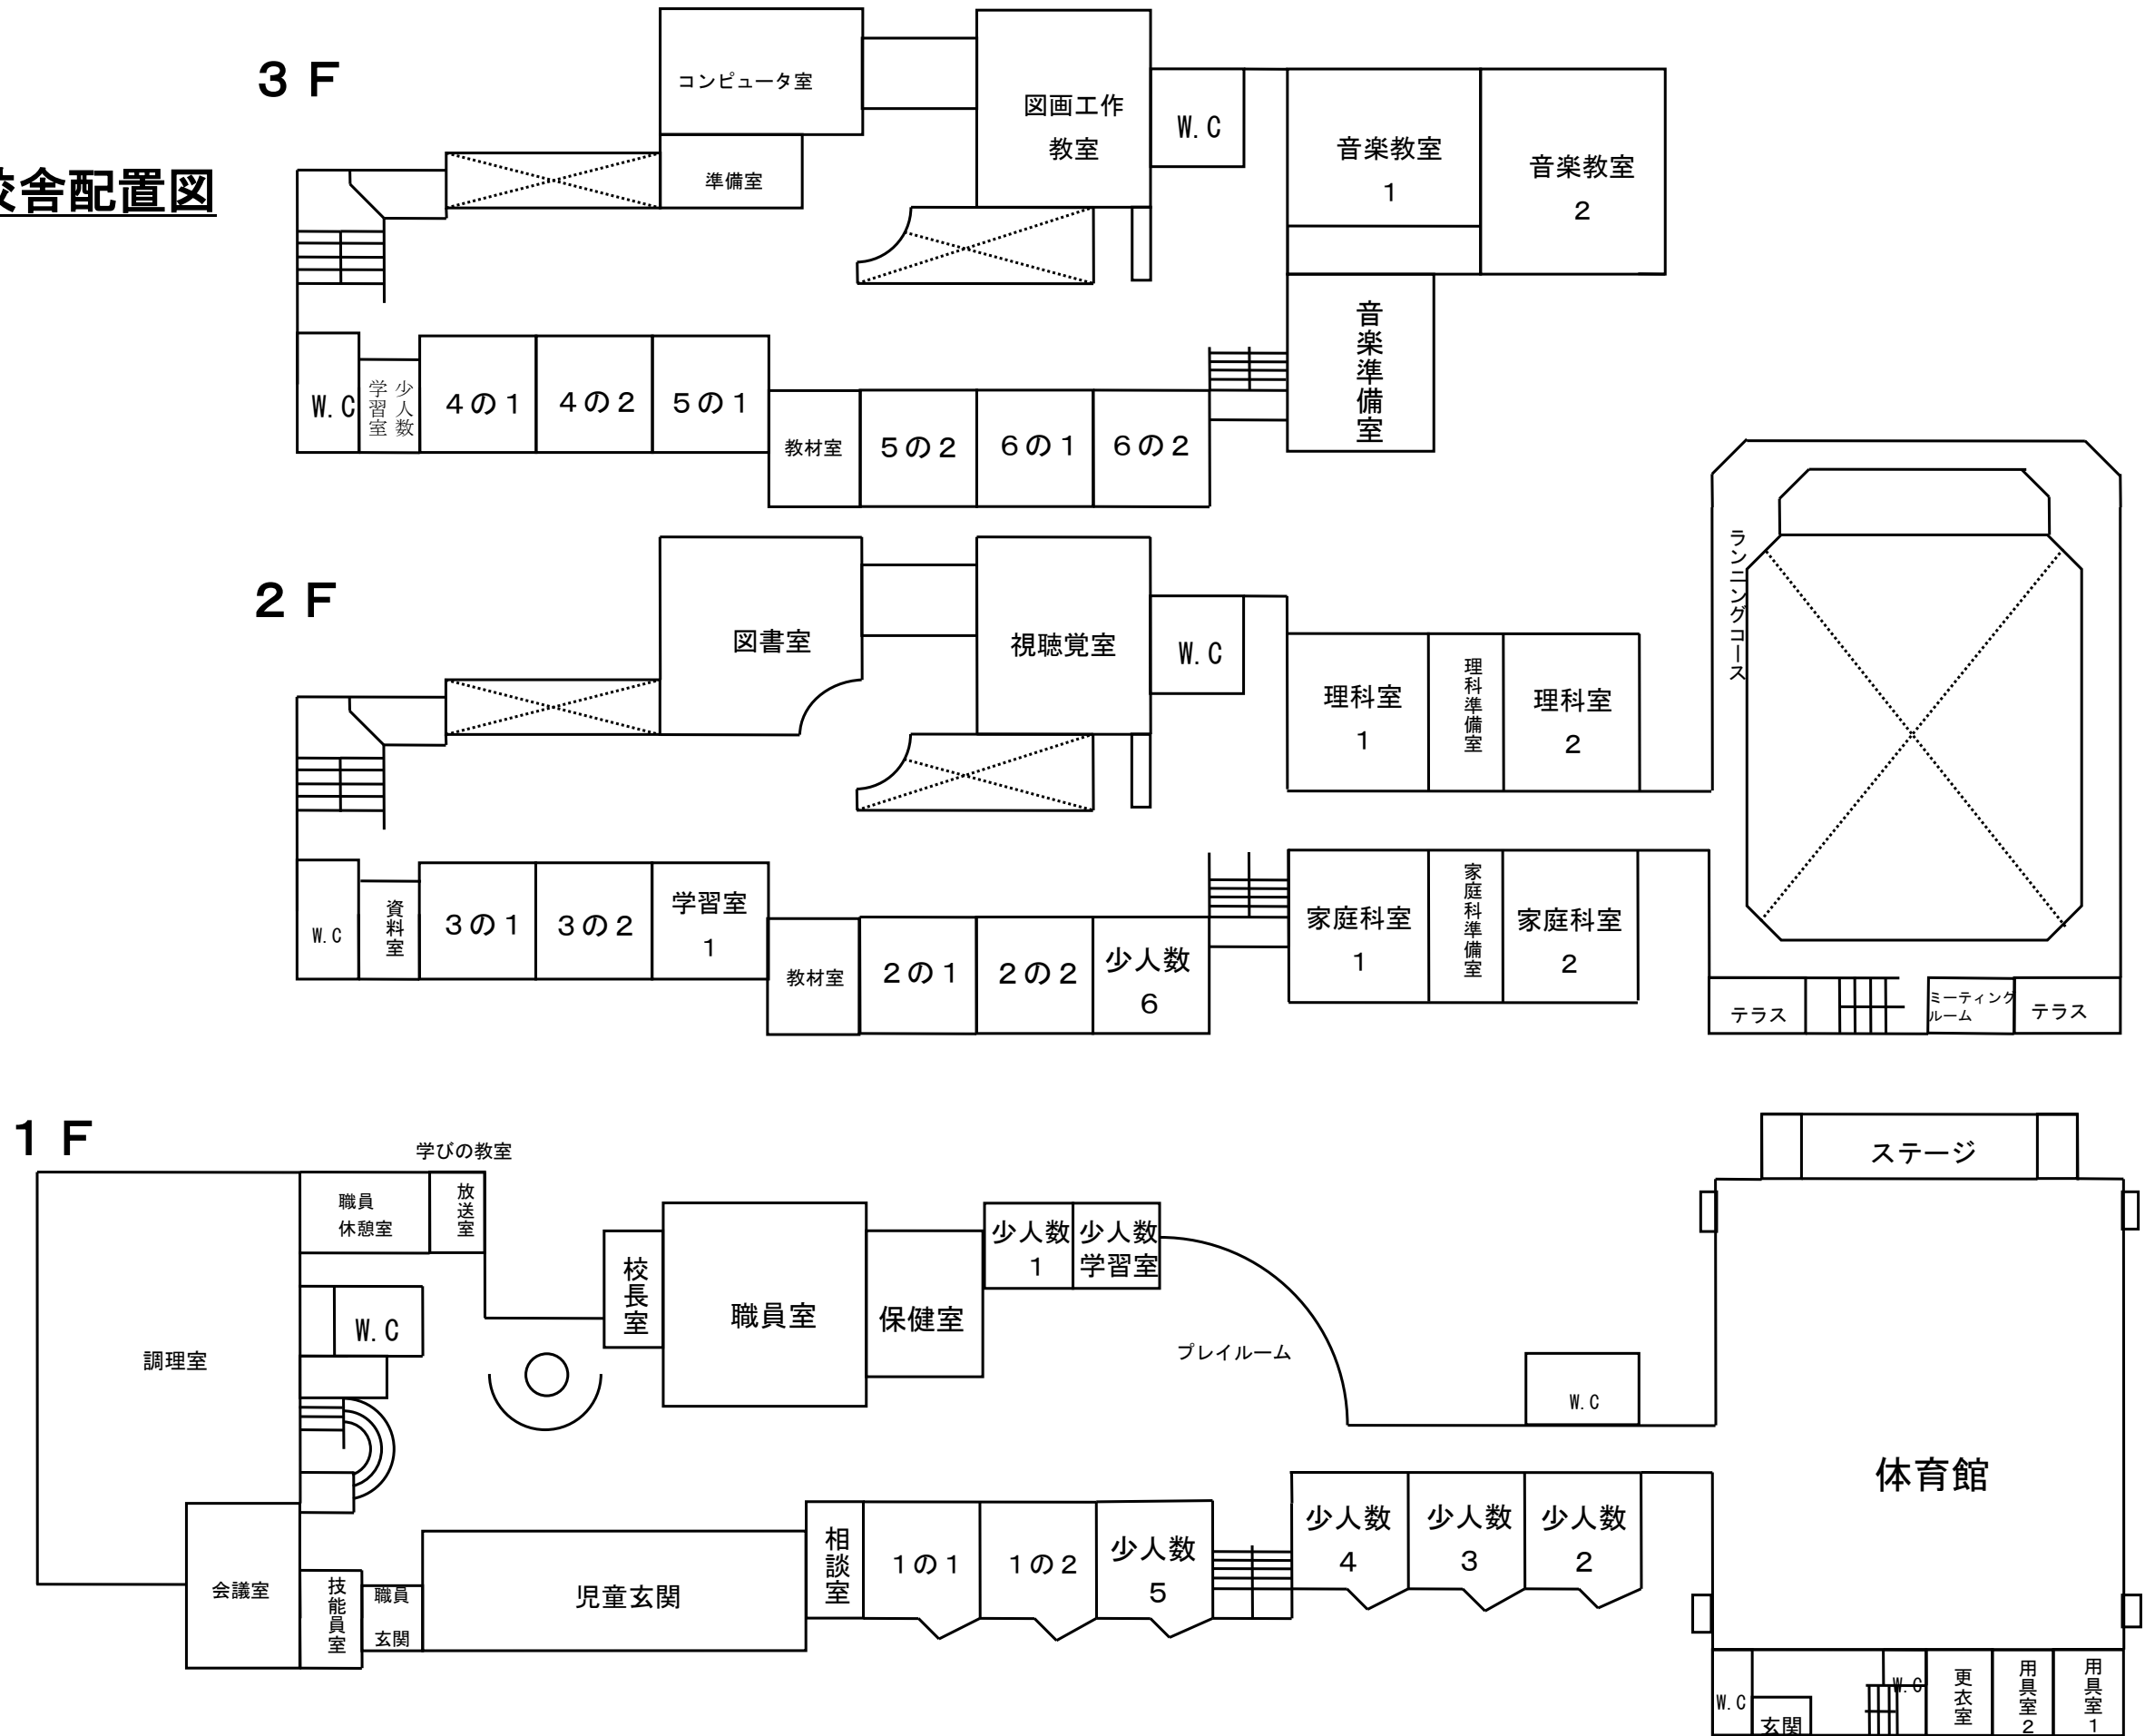 ３Ｆ
校舎配置図
コンピュータ室
準備室
図画工作
教室
W.C
音楽教室
１
音楽教室
２
音楽準備室
W.C
少人数
学習室
４の１
４の２
５の１
教材室
５の２
６の１
６の２
２Ｆ
図書室
視聴覚室
W.C
理科室
１
理科準備室
理科室
２
ランニングコース
W.C
資料室
３の１
３の２
学習室
１
教材室
２の１
２の２
少人数
６
家庭科室
１
家庭科準備室
家庭科室
２
テラス
ミーティング
ルーム
テラス
１Ｆ
学びの教室
職員
休憩室
放送室
調理室
W.C
校長室
職員室
保健室
少人数
１
少人数
学習室
プレイルーム
W.C
ステージ
体育館
会議室
技能員室
職員
玄関
児童玄関
相談室
１の１
１の２
少人数
５
少人数
４
少人数
３
少人数
２
W.C
玄関
W.C
更衣室
用具室２
用具室１